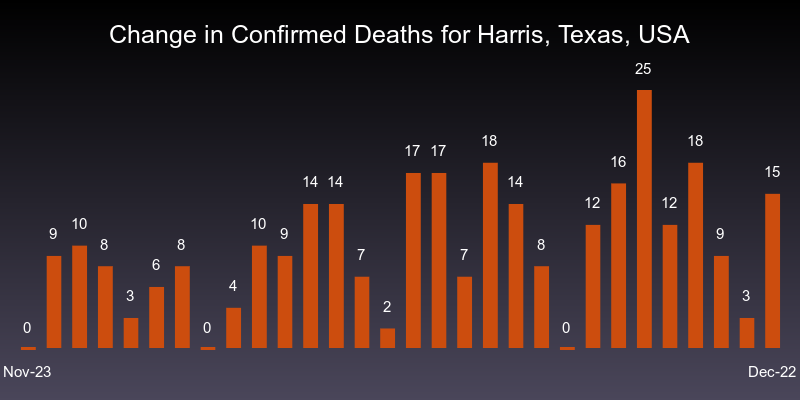 Change in Confirmed Deaths for Harris, Texas, USA
0 9 10 8 3 6 8 0 4 10 9 14 14 7 2 17 17 7 18 14 8 0 12 16 25 12 18 9 3 15
Nov-23 Dec-22